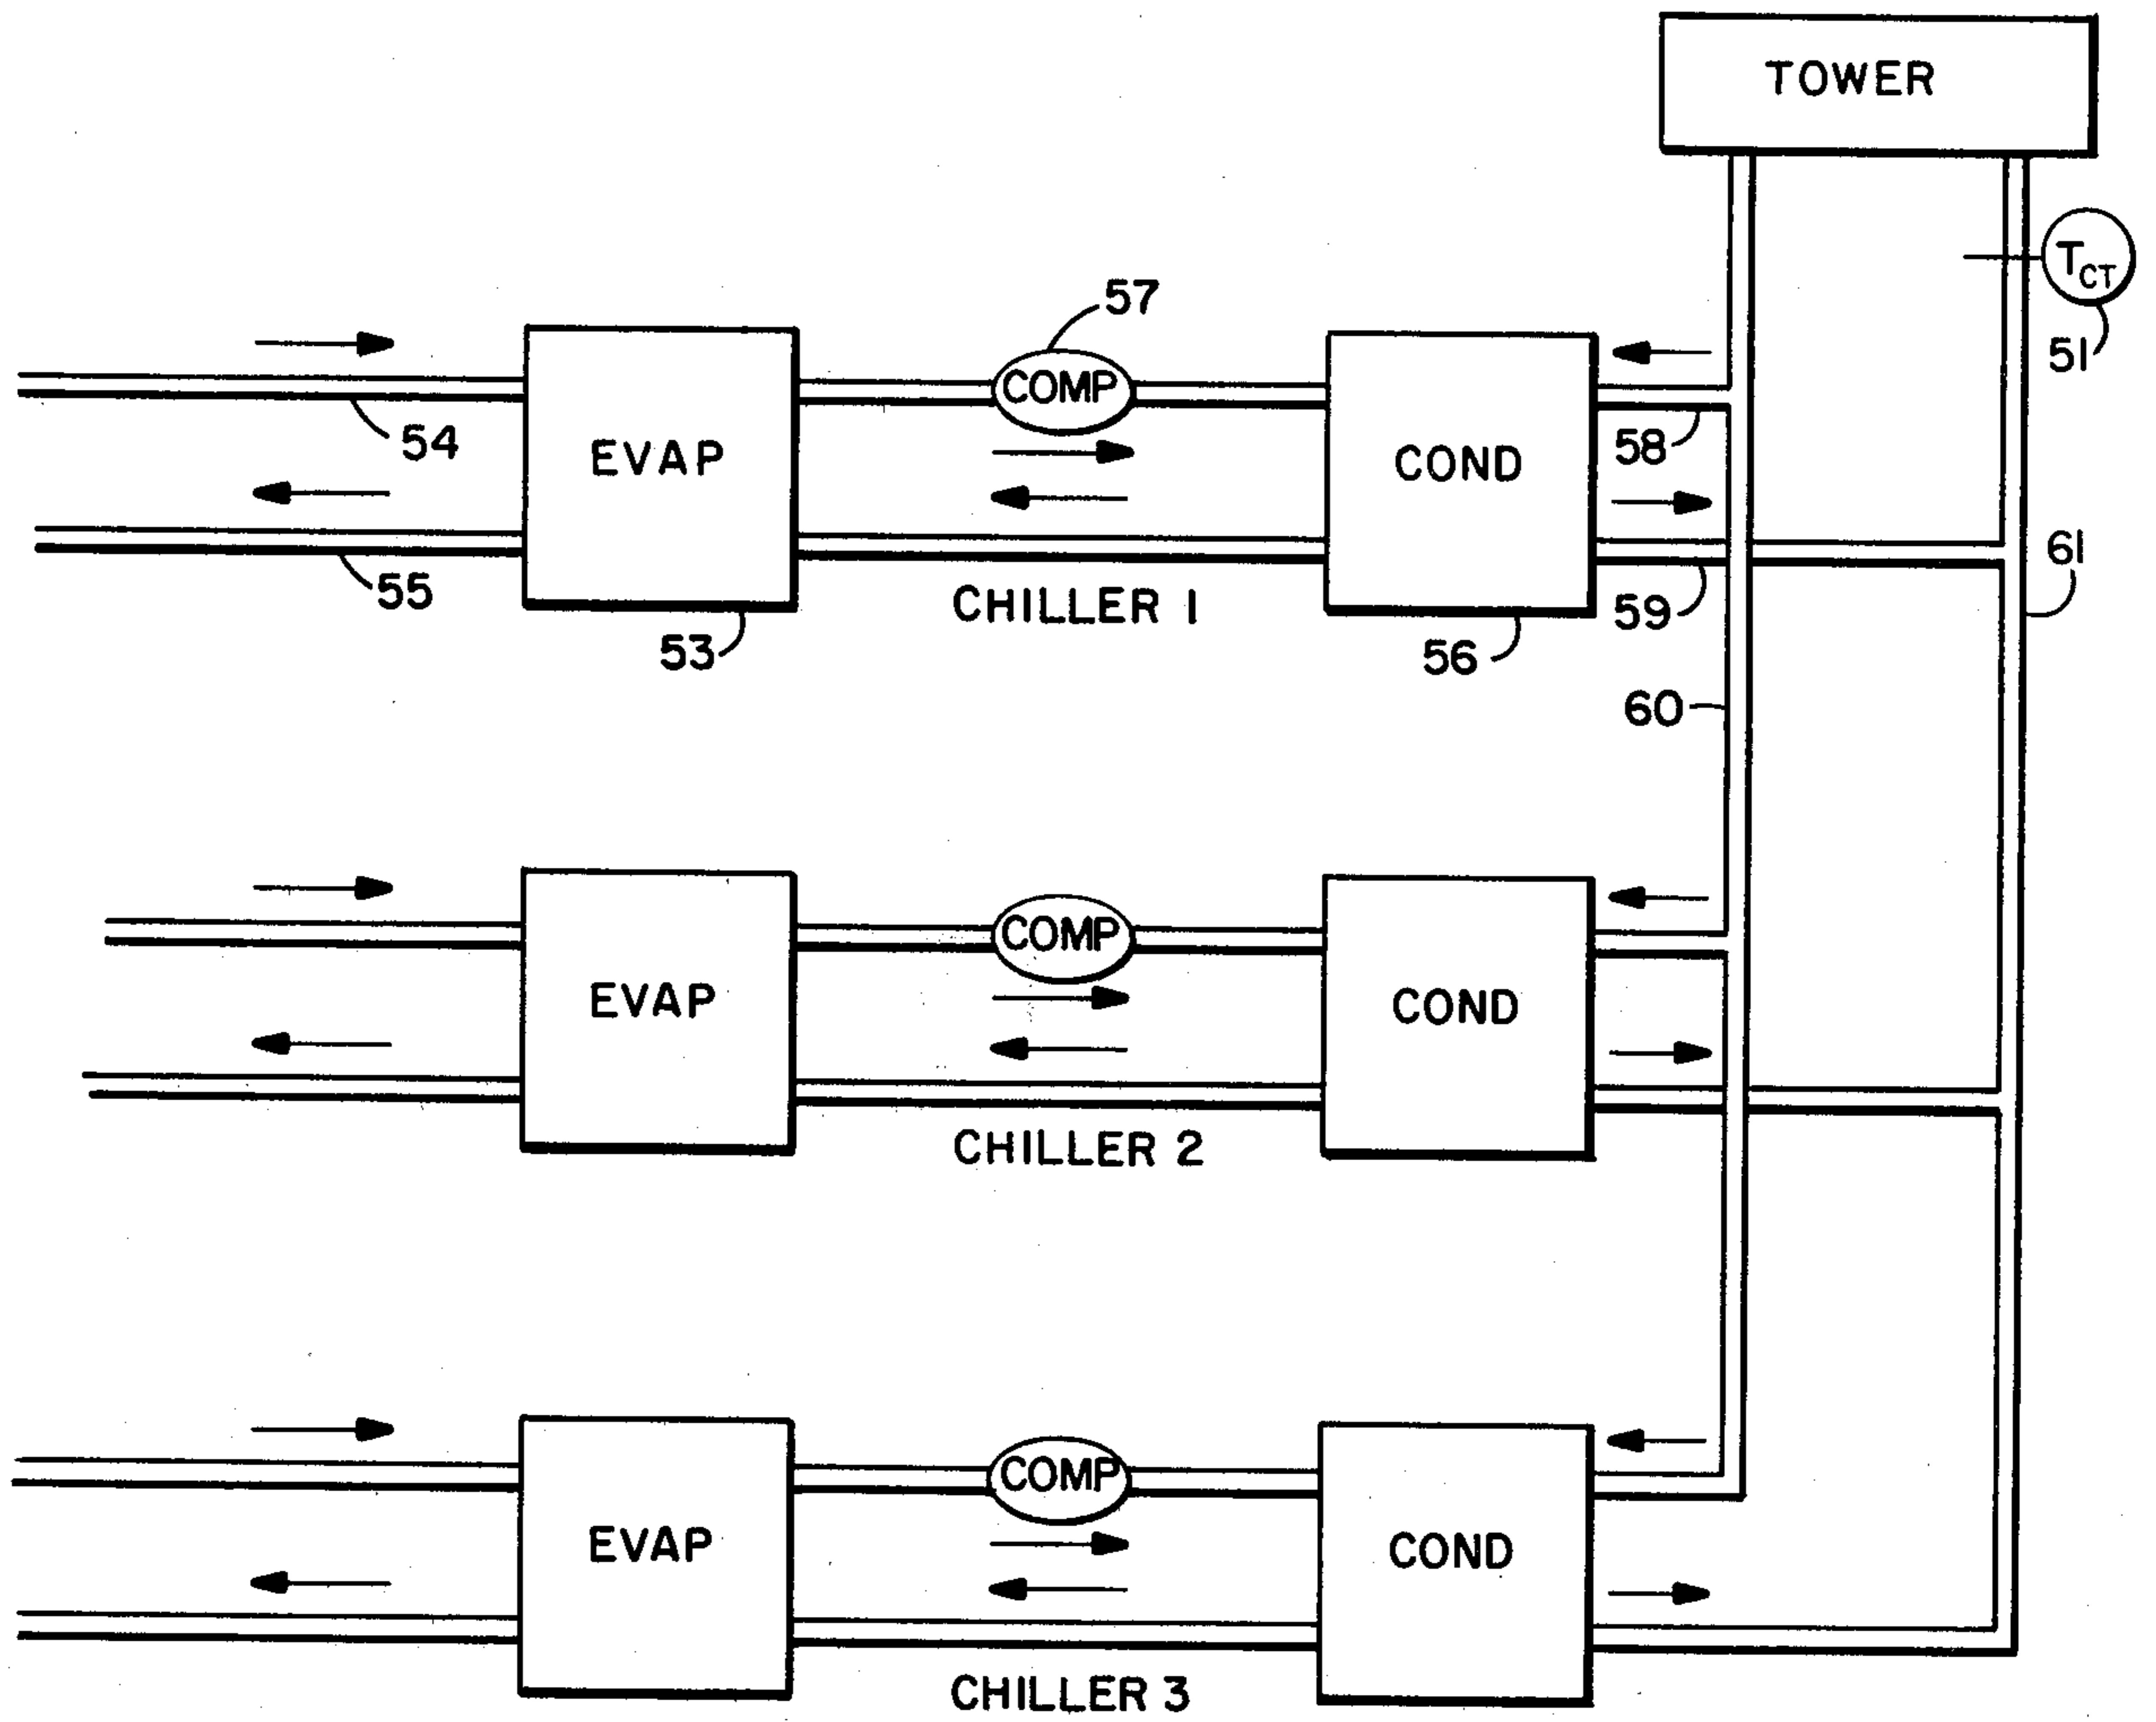 TOWER
T_CT
51
57
54
EVAP
COMP
COND
58
55
53
CHILLER 1
56
59
61
60
EVAP
COMP
COND
CHILLER 2
EVAP
COMP
COND
CHILLER 3